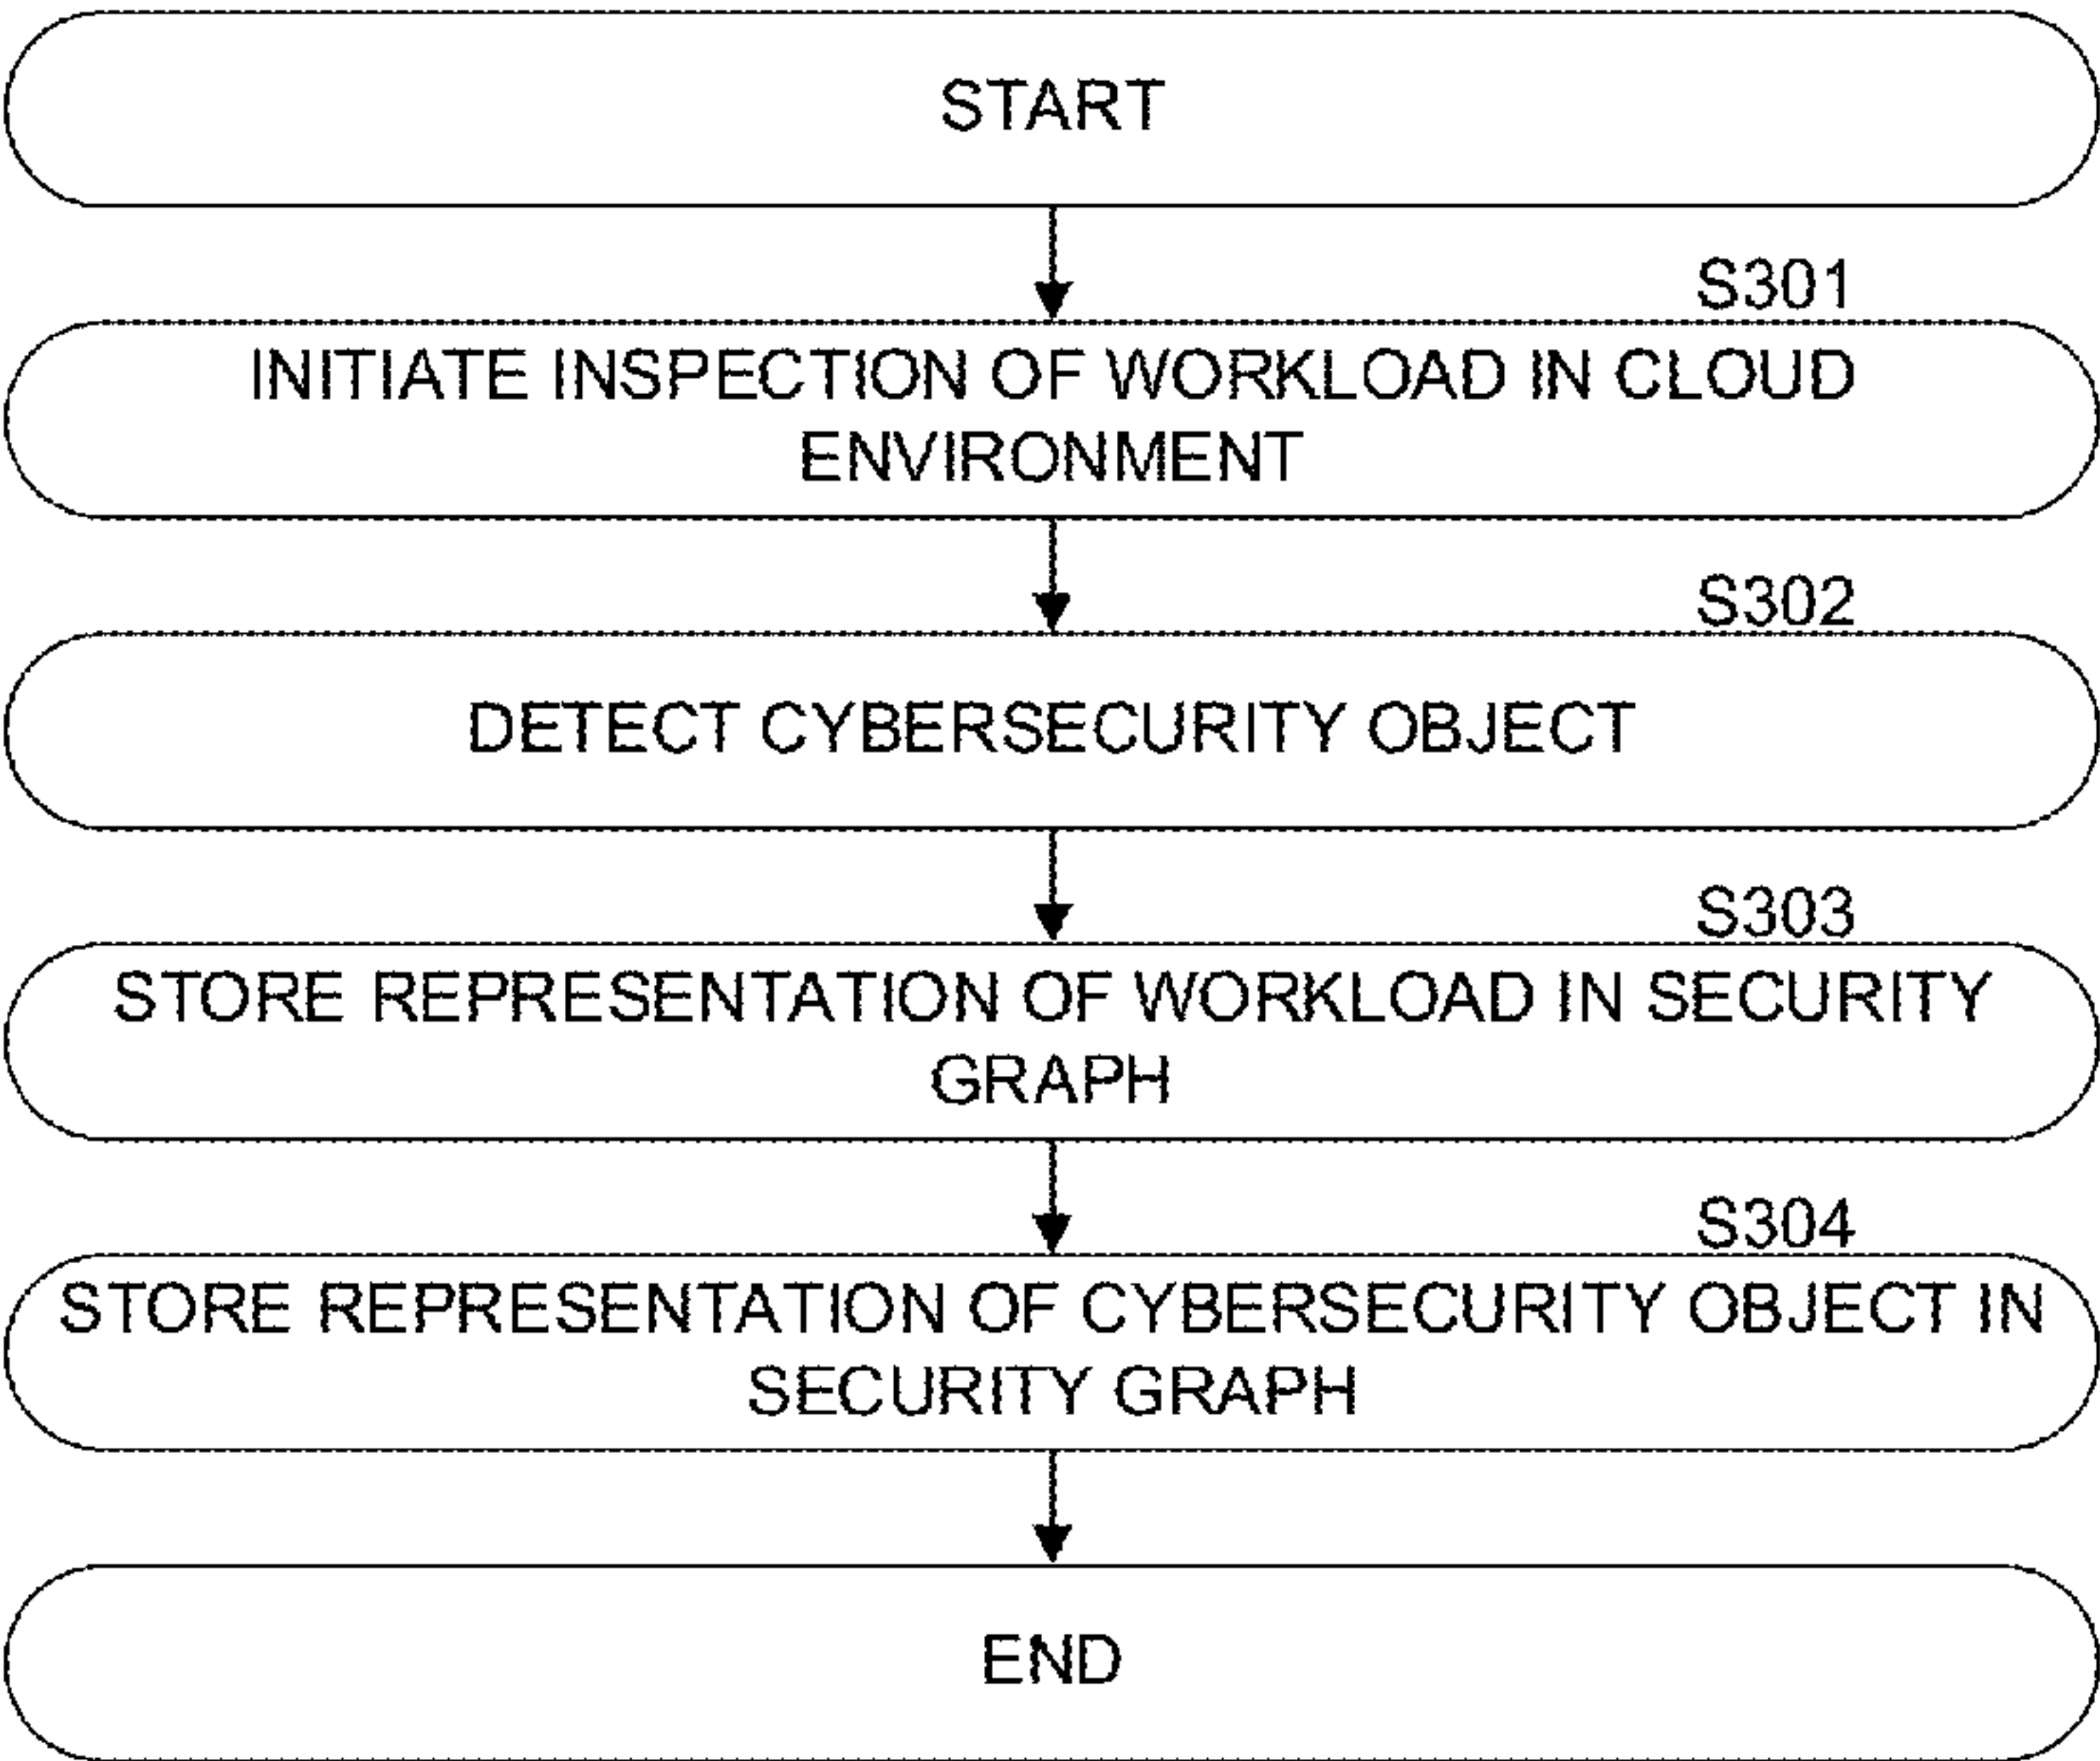 START
S301
INITIATE INSPECTION OF WORKLOAD IN CLOUD
ENVIRONMENT
S302
DETECT CYBERSECURITY OBJECT
S303
STORE REPRESENTATION OF WORKLOAD IN SECURITY
GRAPH
S304
STORE REPRESENTATION OF CYBERSECURITY OBJECT IN
SECURITY GRAPH
END